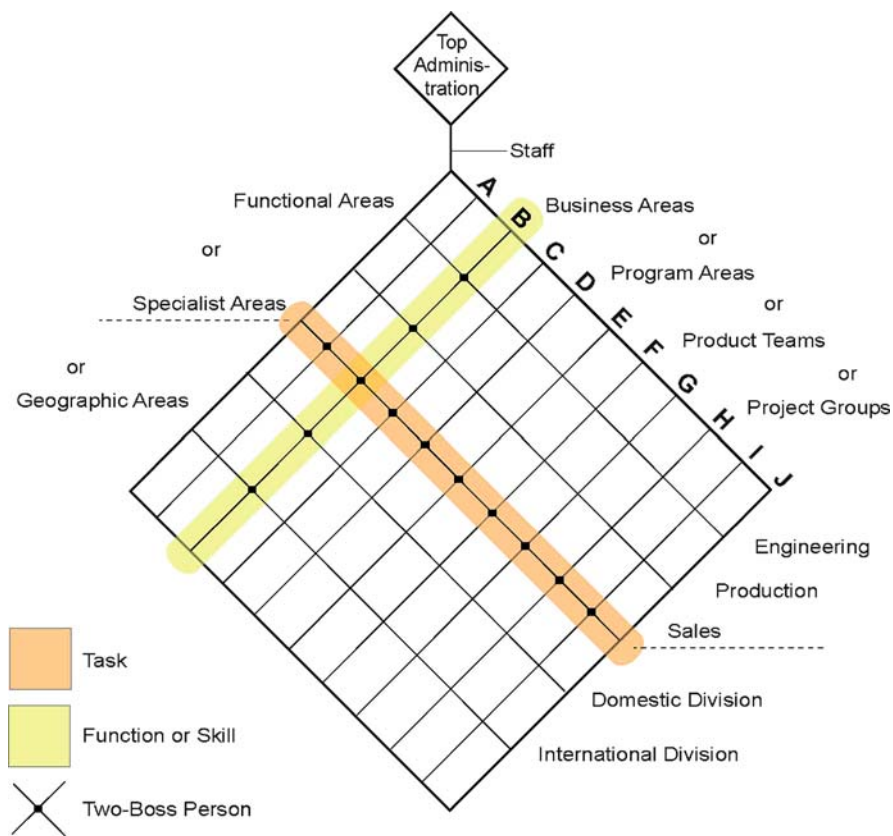 Top
Adminis-
tration
Staff
A
B
C
D
E
F
G
H
I
J
Functional Areas
or
Specialist Areas
or
Geographic Areas
Business Areas
or
Program Areas
or
Product Teams
or
Project Groups
Engineering
Production
Sales
Domestic Division
International Division
Task
Function or Skill
Two-Boss Person